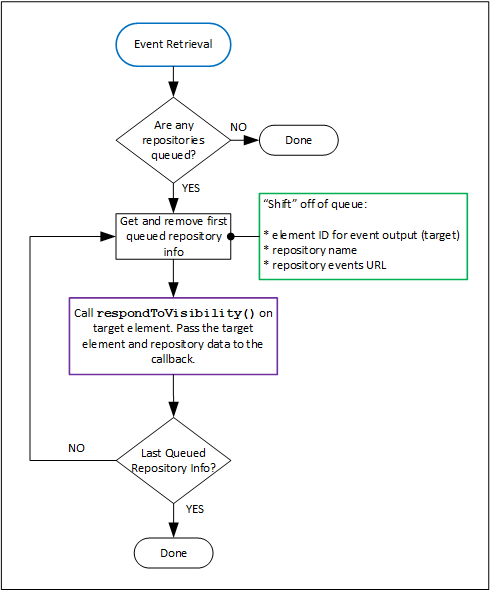 Event Retrieval
Are any
repositories
queued?
NO
Done
YES
Get and remove first
queued repository
info
"Shift" off of queue:
* element ID for event output (target)
* repository name
* repository events URL
Call respondToVisibility() on
target element. Pass the target
element and repository data to the
callback.
Last Queued
Repository Info?
NO
YES
Done